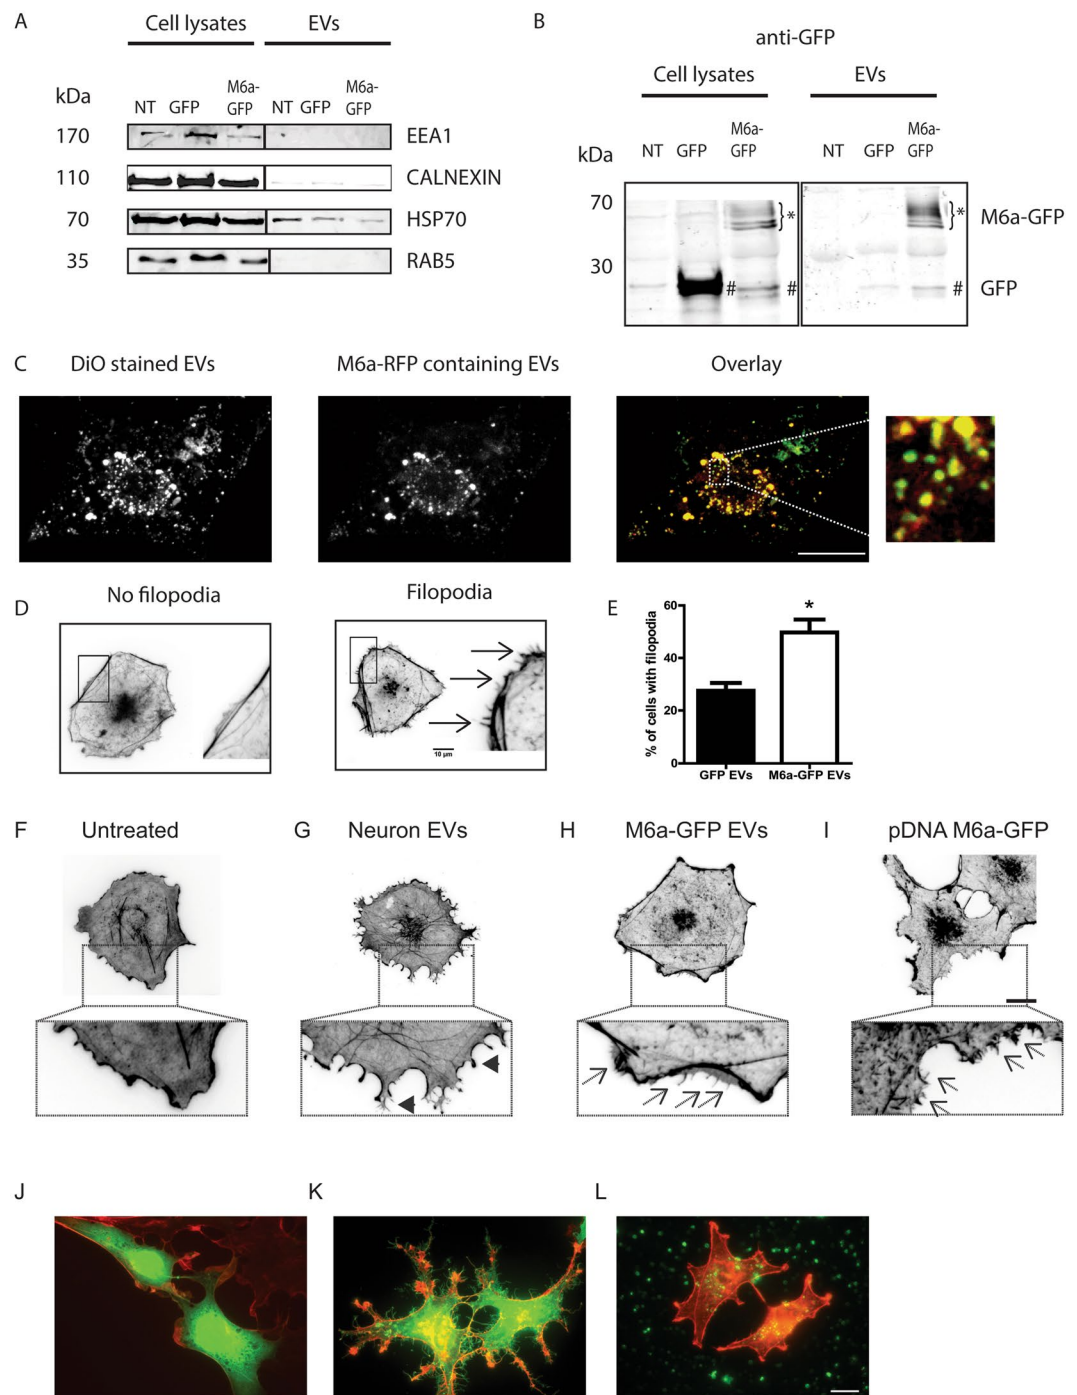 A
Cell lysates EVs
kDa
NT GFP M6a-GFP NT GFP M6a-GFP
170 EEA1
110 CALNEXIN
70 HSP70
35 RAB5
B
anti-GFP
Cell lysates EVs
kDa
NT GFP M6a-GFP NT GFP M6a-GFP
70 * * M6a-GFP
30
# # # GFP
C
DiO stained EVs M6a-RFP containing EVs Overlay
D
No filopodia Filopodia
10 µm
E
% of cells with filopodia
60
40
20
0
*
GFP EVs M6a-GFP EVs
F Untreated
G Neuron EVs
H M6a-GFP EVs
I pDNA M6a-GFP
J K L